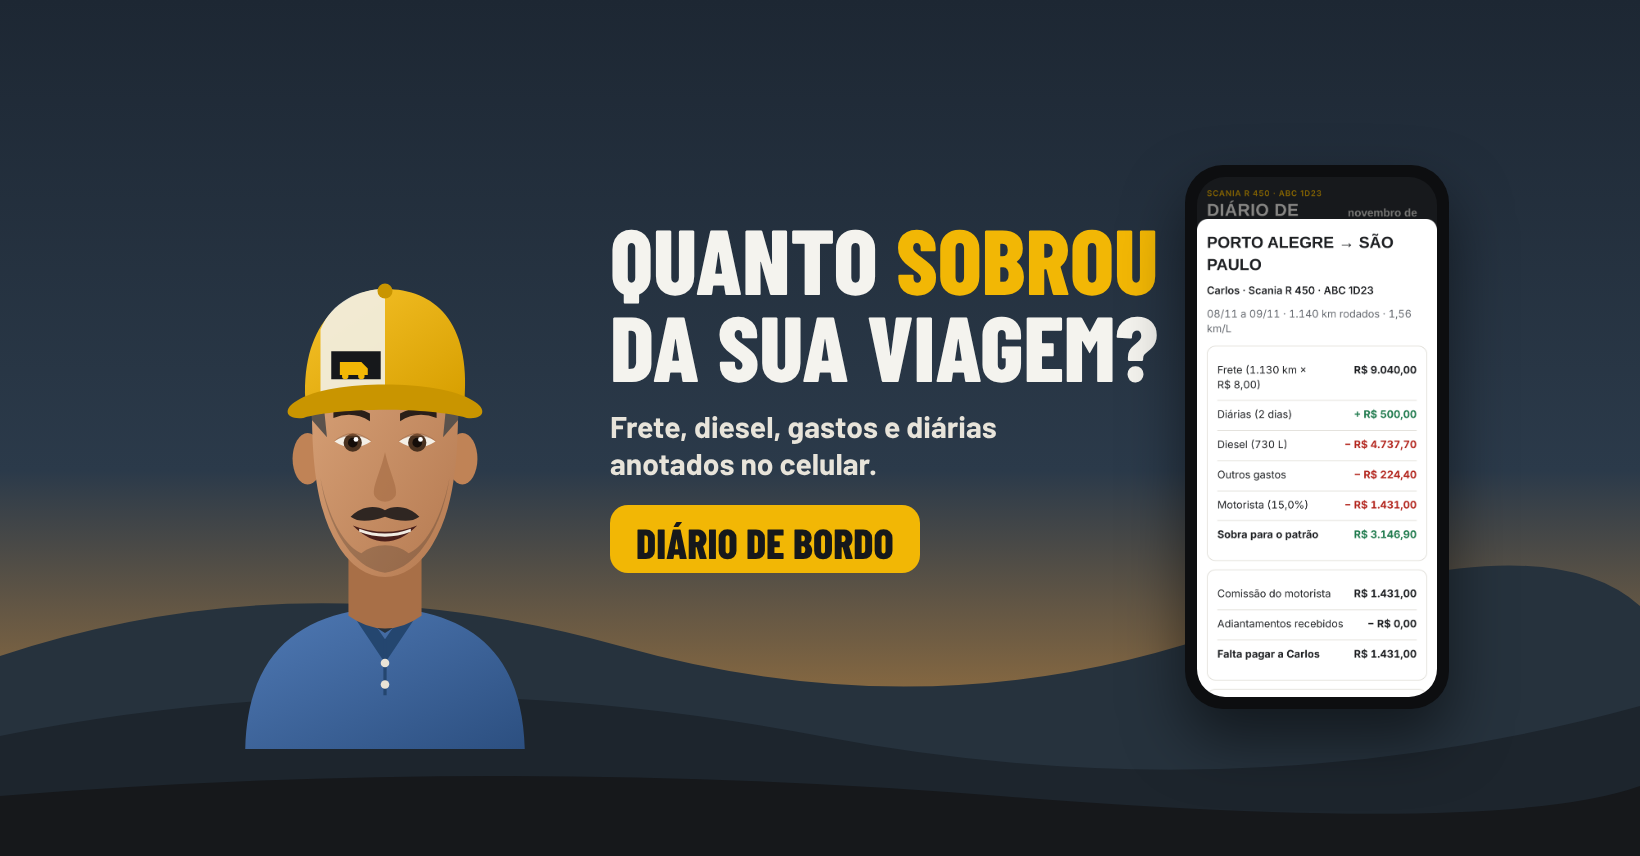 QUANTO SOBROU
DA SUA VIAGEM?
Frete, diesel, gastos e diárias
anotados no celular.
DIÁRIO DE BORDO
SCANIA R 450 · ABC 1D23
DIÁRIO DE
novembro de
PORTO ALEGRE → SÃO
PAULO
Carlos · Scania R 450 · ABC 1D23
08/11 a 09/11 · 1.140 km rodados · 1,56
km/L
Frete (1.130 km × R$ 9.040,00
R$ 8,00)
Diárias (2 dias) + R$ 500,00
Diesel (730 L) − R$ 4.737,70
Outros gastos − R$ 224,40
Motorista (15,0%) − R$ 1.431,00
Sobra para o patrão R$ 3.146,90
Comissão do motorista R$ 1.431,00
Adiantamentos recebidos − R$ 0,00
Falta pagar a Carlos R$ 1.431,00